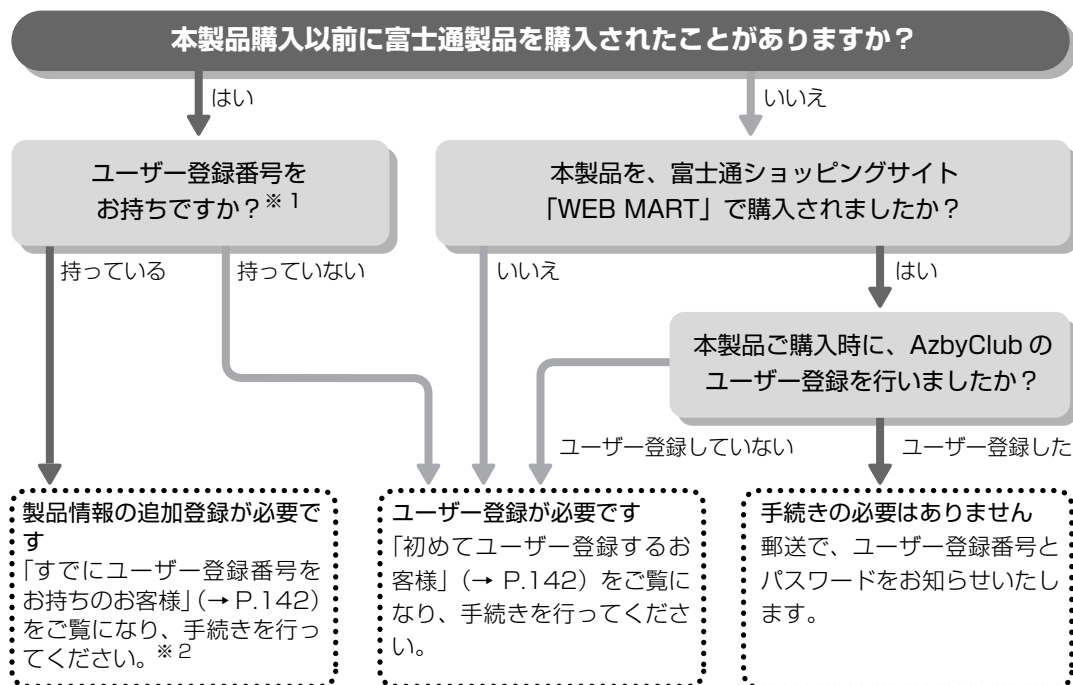 本製品購入以前に富士通製品を購入されたことがありますか？
はい
いいえ
ユーザー登録番号を
お持ちですか？※1
本製品を、富士通ショッピングサイト
「WEB MART」で購入されましたか？
持っている
持っていない
いいえ
はい
本製品ご購入時に、AzbyClub の
ユーザー登録を行いましたか？
ユーザー登録していない
ユーザー登録した
製品情報の追加登録が必要で
す
「すでにユーザー登録番号を
お持ちのお客様」（→ P.142）
をご覧になり、手続きを行っ
てください。※2
ユーザー登録が必要です
「初めてユーザー登録するお
客様」（→ P.142）をご覧に
なり、手続きを行ってくださ
い。
手続きの必要はありません
郵送で、ユーザー登録番号と
パスワードをお知らせいたし
ます。